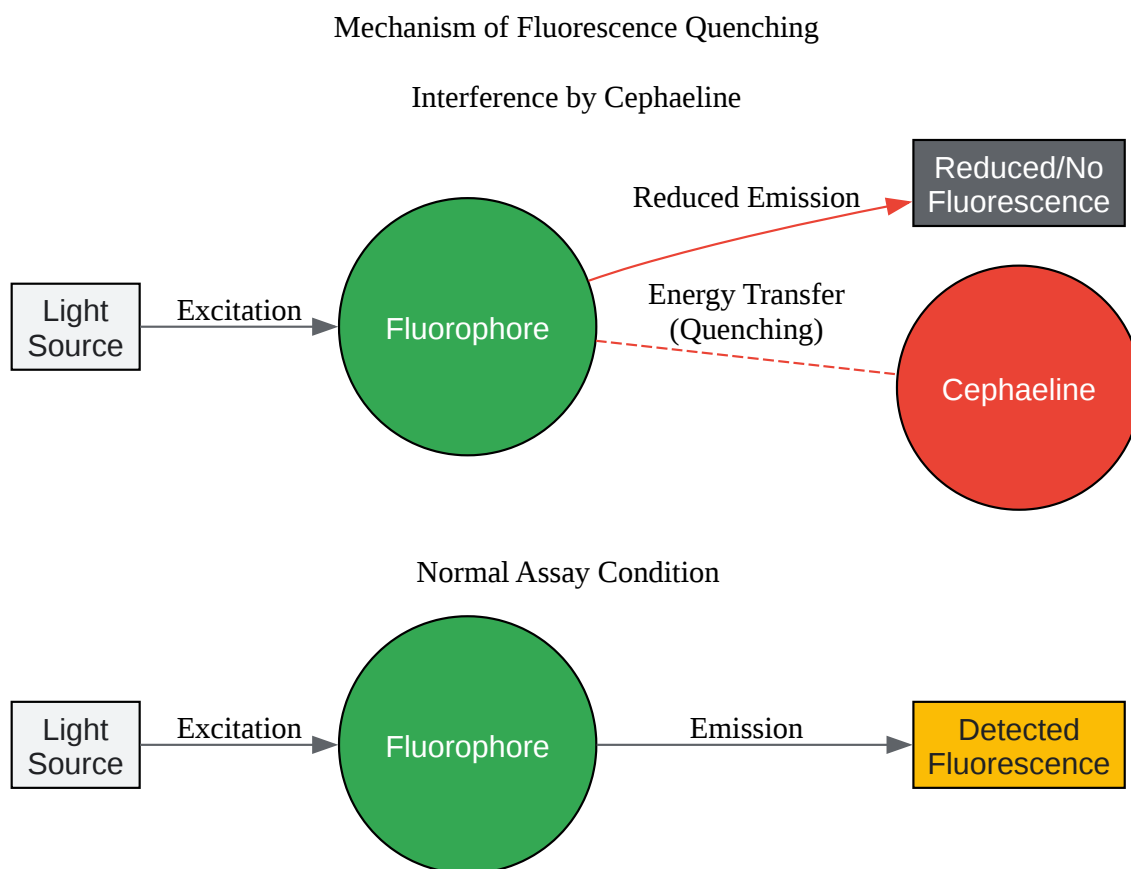 Mechanism of Fluorescence Quenching
Interference by Cephaeline
Light
Source
Excitation
Fluorophore
Reduced Emission
Reduced/No
Fluorescence
Energy Transfer
(Quenching)
Cephaeline
Normal Assay Condition
Light
Source
Excitation
Fluorophore
Emission
Detected
Fluorescence